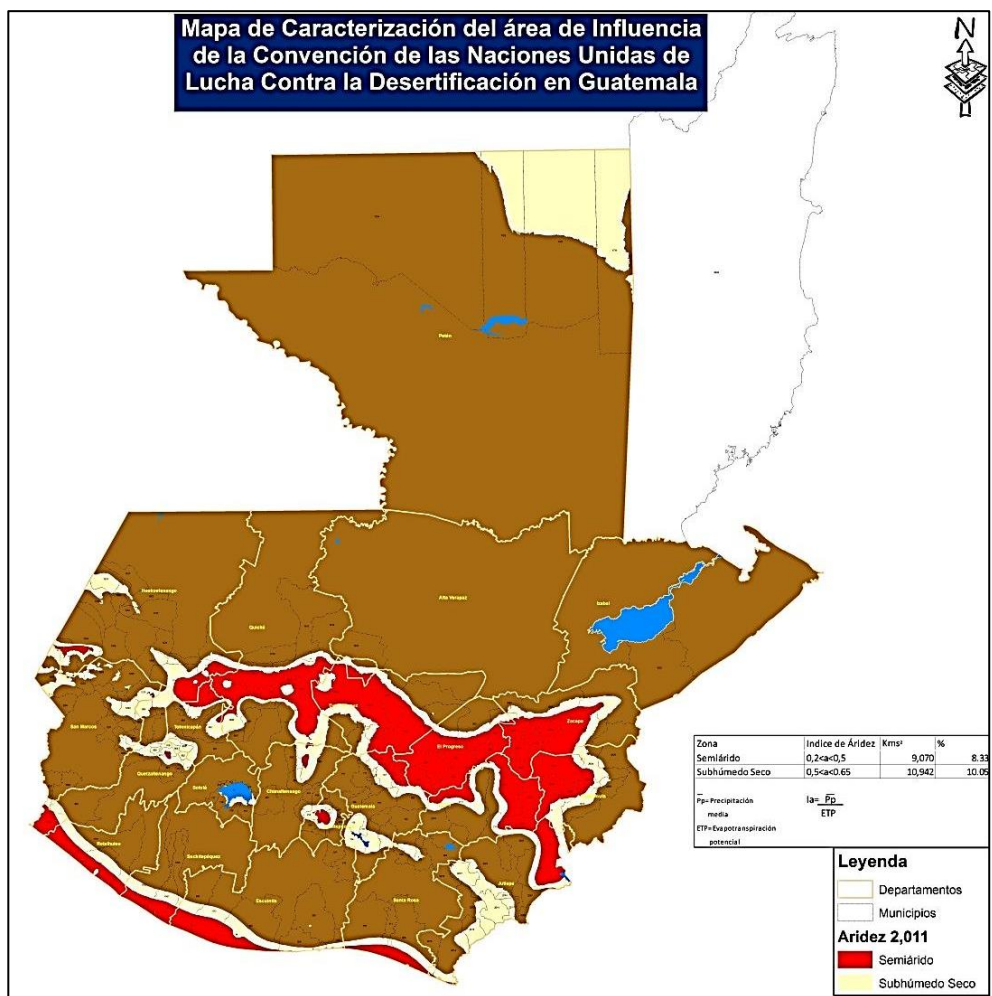 Mapa de Caracterización del área de Influencia
de la Convención de las Naciones Unidas de
Lucha Contra la Desertificación en Guatemala
N
Petén
Huehuetenango
Quiché
Alta Verapaz
Izabal
San Marcos
Totonicapán
El Progreso
Zacapa
Quetzaltenango
Sololá
Chimaltenango
Guatemala
Retalhuleu
Suchitepéquez
Escuintla
Santa Rosa
Jutiapa
Zona Indice de Áridez Kms² %
Semiárido 0,2<a<0,5 9,070 8.33
Subhúmedo Seco 0,5<a<0.65 10,942 10.05
Pp=Precipitación Ia= Pp
media ETP
ETP=Evapotranspiración
potencial
Leyenda
Departamentos
Municipios
Aridez 2,011
Semiárido
Subhúmedo Seco